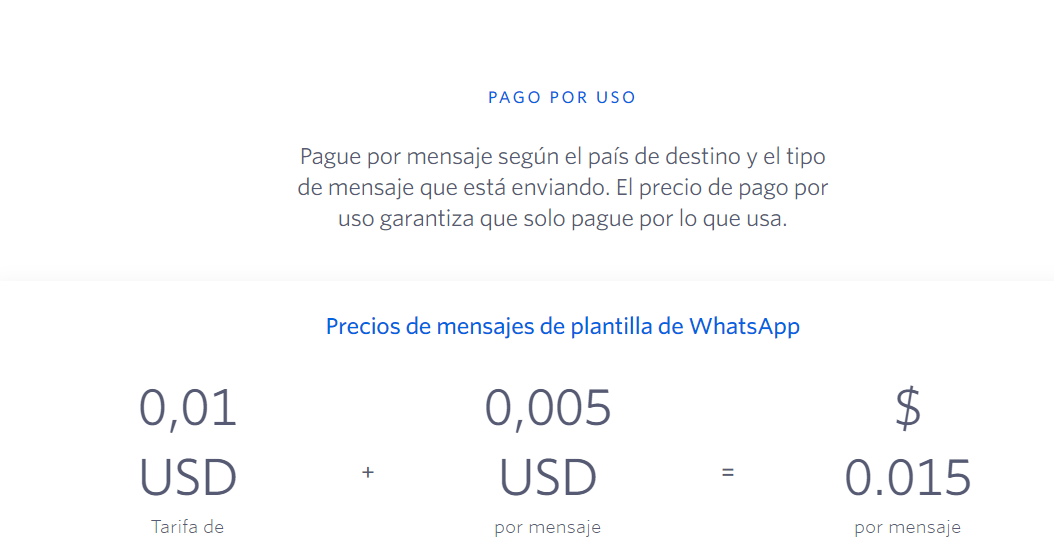 PAGO POR USO
Pague por mensaje según el país de destino y el tipo
de mensaje que está enviando. El precio de pago por
uso garantiza que solo pague por lo que usa.
Precios de mensajes de plantilla de WhatsApp
0,01
USD
Tarifa de
+
0,005
USD
por mensaje
=
$
0.015
por mensaje